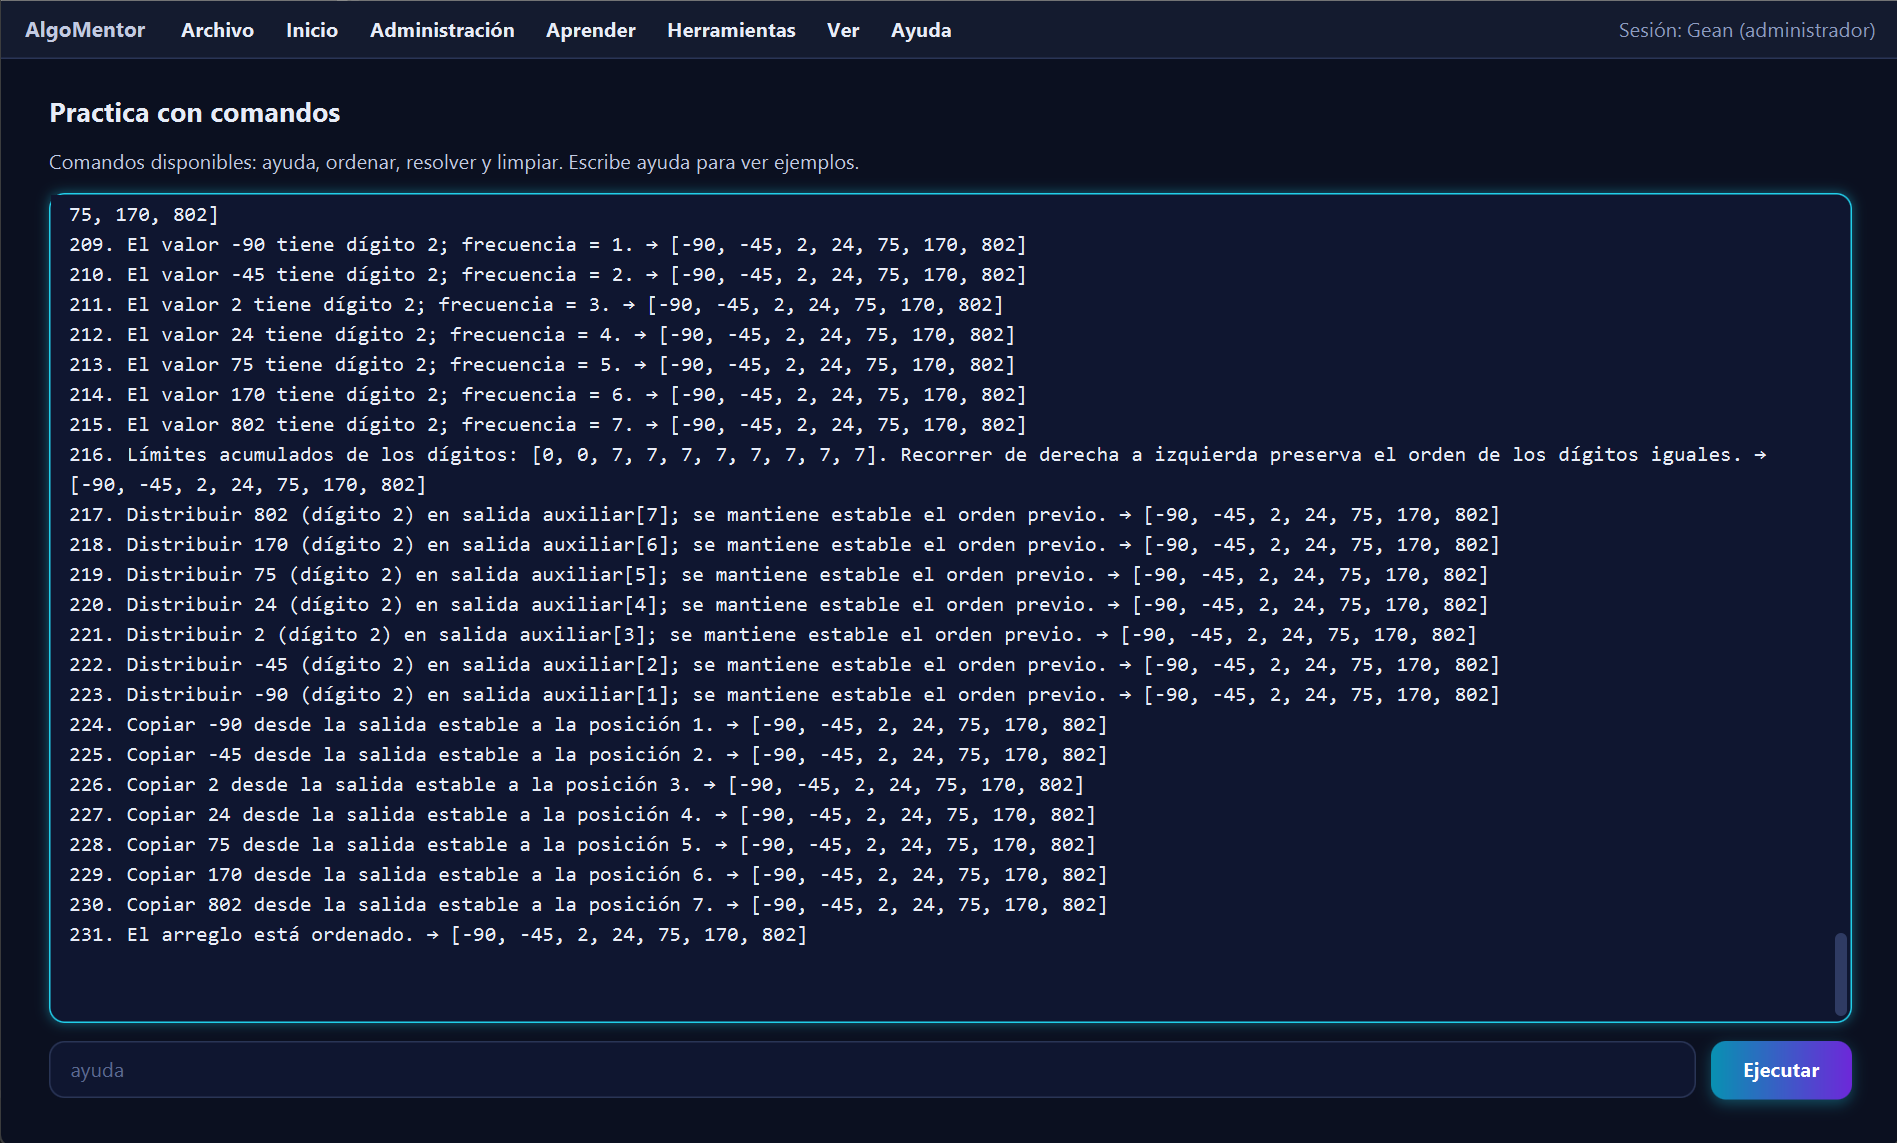 AlgoMentor Archivo Inicio Administración Aprender Herramientas Ver Ayuda Sesión: Gean (administrador)
Practica con comandos
Comandos disponibles: ayuda, ordenar, resolver y limpiar. Escribe ayuda para ver ejemplos.
75, 170, 802]
209. El valor -90 tiene dígito 2; frecuencia = 1. → [-90, -45, 2, 24, 75, 170, 802]
210. El valor -45 tiene dígito 2; frecuencia = 2. → [-90, -45, 2, 24, 75, 170, 802]
211. El valor 2 tiene dígito 2; frecuencia = 3. → [-90, -45, 2, 24, 75, 170, 802]
212. El valor 24 tiene dígito 2; frecuencia = 4. → [-90, -45, 2, 24, 75, 170, 802]
213. El valor 75 tiene dígito 2; frecuencia = 5. → [-90, -45, 2, 24, 75, 170, 802]
214. El valor 170 tiene dígito 2; frecuencia = 6. → [-90, -45, 2, 24, 75, 170, 802]
215. El valor 802 tiene dígito 2; frecuencia = 7. → [-90, -45, 2, 24, 75, 170, 802]
216. Límites acumulados de los dígitos: [0, 0, 7, 7, 7, 7, 7, 7, 7, 7]. Recorrer de derecha a izquierda preserva el orden de los dígitos iguales. →
[-90, -45, 2, 24, 75, 170, 802]
217. Distribuir 802 (dígito 2) en salida auxiliar[7]; se mantiene estable el orden previo. → [-90, -45, 2, 24, 75, 170, 802]
218. Distribuir 170 (dígito 2) en salida auxiliar[6]; se mantiene estable el orden previo. → [-90, -45, 2, 24, 75, 170, 802]
219. Distribuir 75 (dígito 2) en salida auxiliar[5]; se mantiene estable el orden previo. → [-90, -45, 2, 24, 75, 170, 802]
220. Distribuir 24 (dígito 2) en salida auxiliar[4]; se mantiene estable el orden previo. → [-90, -45, 2, 24, 75, 170, 802]
221. Distribuir 2 (dígito 2) en salida auxiliar[3]; se mantiene estable el orden previo. → [-90, -45, 2, 24, 75, 170, 802]
222. Distribuir -45 (dígito 2) en salida auxiliar[2]; se mantiene estable el orden previo. → [-90, -45, 2, 24, 75, 170, 802]
223. Distribuir -90 (dígito 2) en salida auxiliar[1]; se mantiene estable el orden previo. → [-90, -45, 2, 24, 75, 170, 802]
224. Copiar -90 desde la salida estable a la posición 1. → [-90, -45, 2, 24, 75, 170, 802]
225. Copiar -45 desde la salida estable a la posición 2. → [-90, -45, 2, 24, 75, 170, 802]
226. Copiar 2 desde la salida estable a la posición 3. → [-90, -45, 2, 24, 75, 170, 802]
227. Copiar 24 desde la salida estable a la posición 4. → [-90, -45, 2, 24, 75, 170, 802]
228. Copiar 75 desde la salida estable a la posición 5. → [-90, -45, 2, 24, 75, 170, 802]
229. Copiar 170 desde la salida estable a la posición 6. → [-90, -45, 2, 24, 75, 170, 802]
230. Copiar 802 desde la salida estable a la posición 7. → [-90, -45, 2, 24, 75, 170, 802]
231. El arreglo está ordenado. → [-90, -45, 2, 24, 75, 170, 802]
ayuda Ejecutar